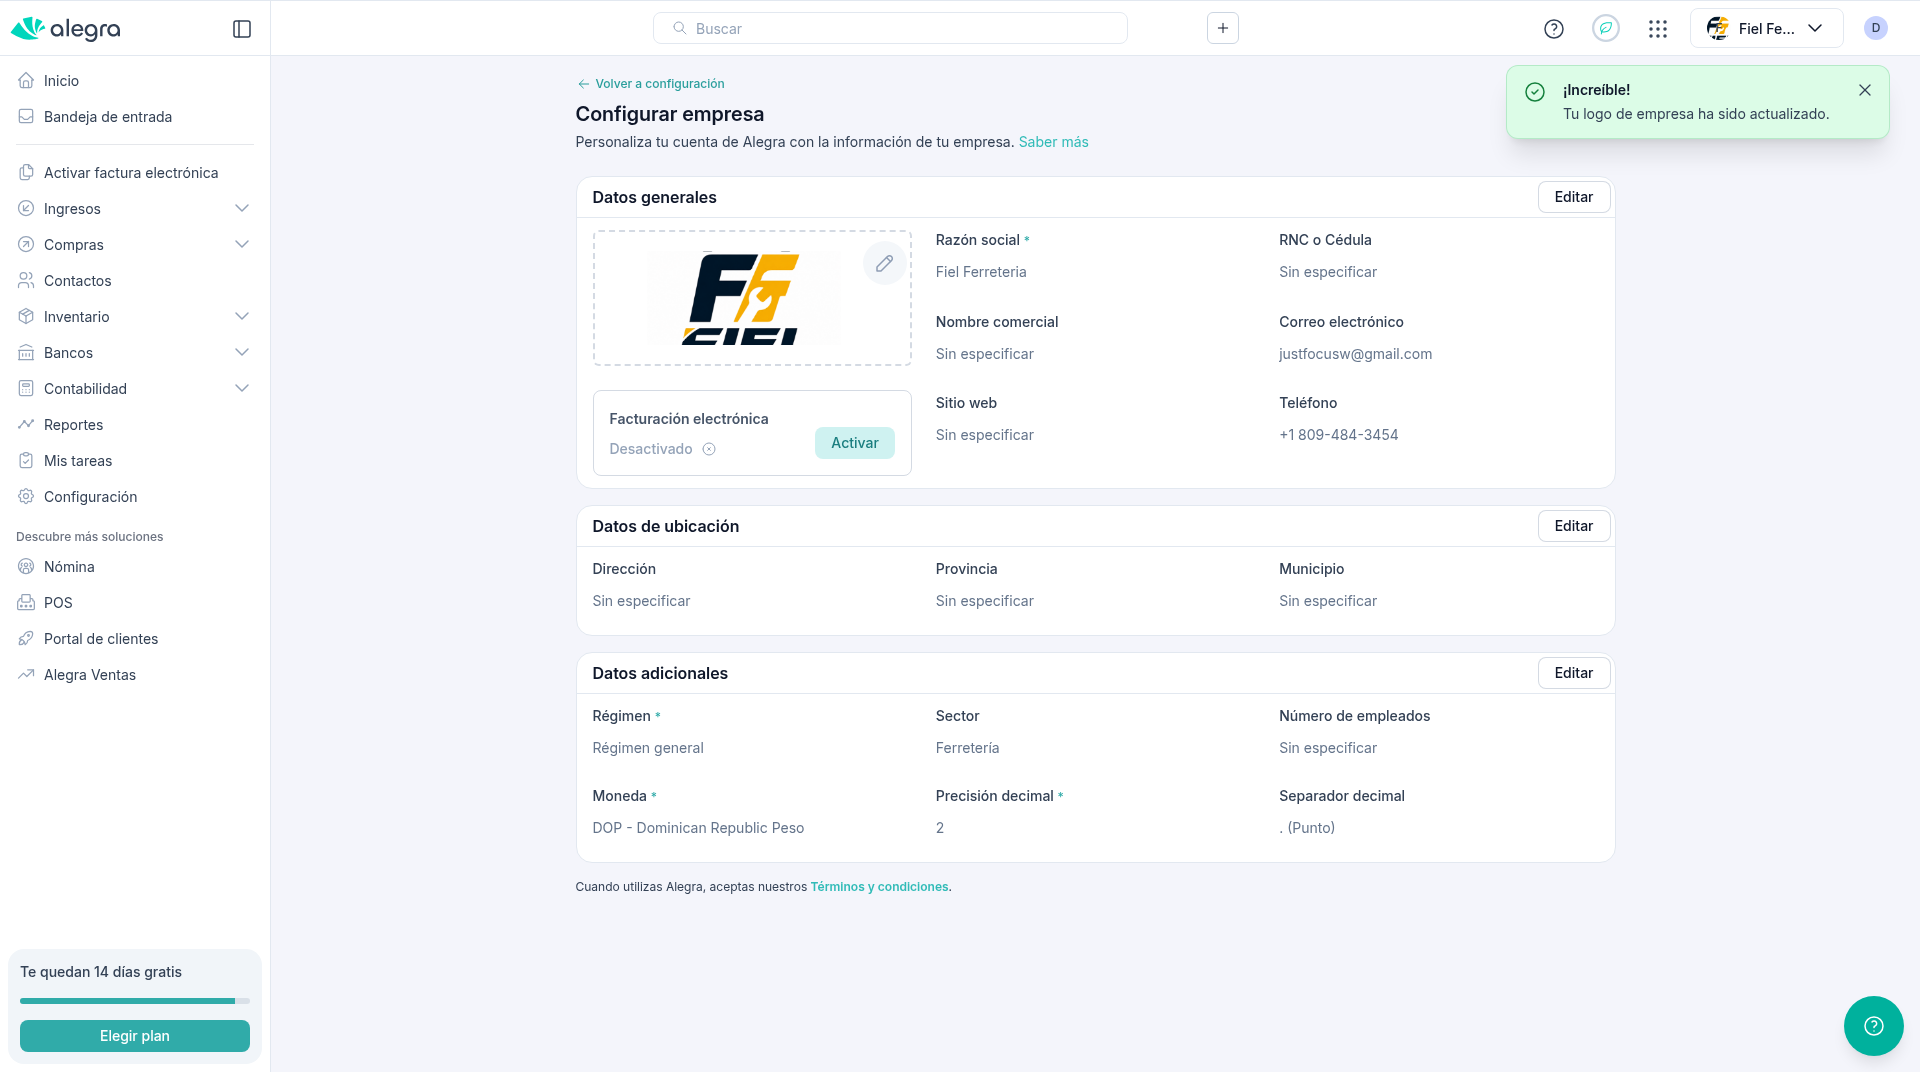 alegra
Buscar
Fiel Fe...
D
Inicio
Bandeja de entrada
Activar factura electrónica
Ingresos
Compras
Contactos
Inventario
Bancos
Contabilidad
Reportes
Mis tareas
Configuración
Descubre más soluciones
Nómina
POS
Portal de clientes
Alegra Ventas
Te quedan 14 días gratis
Elegir plan
Volver a configuración
Configurar empresa
Personaliza tu cuenta de Alegra con la información de tu empresa. Saber más
¡Increíble!
Tu logo de empresa ha sido actualizado.
Datos generales
Editar
Razón social *
Fiel Ferreteria
RNC o Cédula
Sin especificar
Nombre comercial
Sin especificar
Correo electrónico
justfocusw@gmail.com
Facturación electrónica
Desactivado
Activar
Sitio web
Sin especificar
Teléfono
+1 809-484-3454
Datos de ubicación
Editar
Dirección
Sin especificar
Provincia
Sin especificar
Municipio
Sin especificar
Datos adicionales
Editar
Régimen *
Régimen general
Sector
Ferretería
Número de empleados
Sin especificar
Moneda *
DOP - Dominican Republic Peso
Precisión decimal *
2
Separador decimal
. (Punto)
Cuando utilizas Alegra, aceptas nuestros Términos y condiciones.